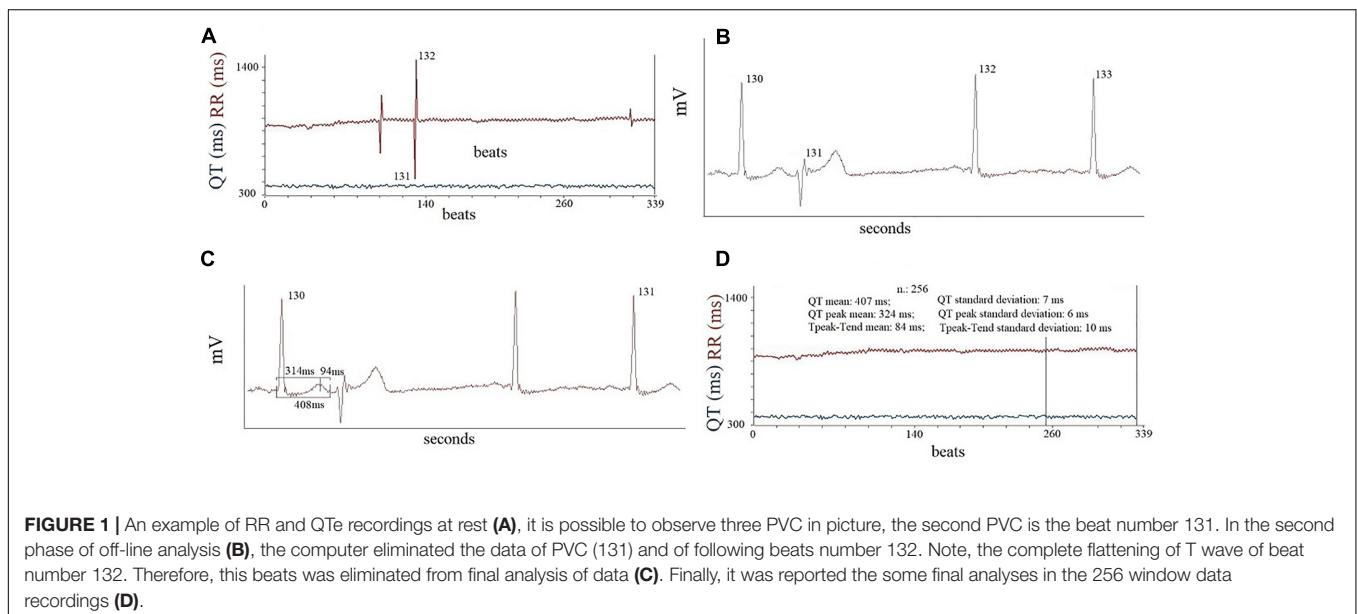 A
QT (ms) RR (ms)
1400
132
beats
131
300
0
140
260
339
beats
B
mV
130
131
132
133
seconds
C
mV
130
131
314ms 94ms
408ms
seconds
D
QT (ms) RR (ms)
1400
n.: 256
QT mean: 407 ms; QT standard deviation: 7 ms
QT peak mean: 324 ms; QT peak standard deviation: 6 ms
Tpeak-Tend mean: 84 ms; Tpeak-Tend standard deviation: 10 ms
300
0
140
260
339
beats
FIGURE 1 | An example of RR and QTe recordings at rest (A), it is possible to observe three PVC in picture, the second PVC is the beat number 131. In the second
phase of off-line analysis (B), the computer eliminated the data of PVC (131) and of following beats number 132. Note, the complete flattening of T wave of beat
number 132. Therefore, this beats was eliminated from final analysis of data (C). Finally, it was reported the some final analyses in the 256 window data
recordings (D).